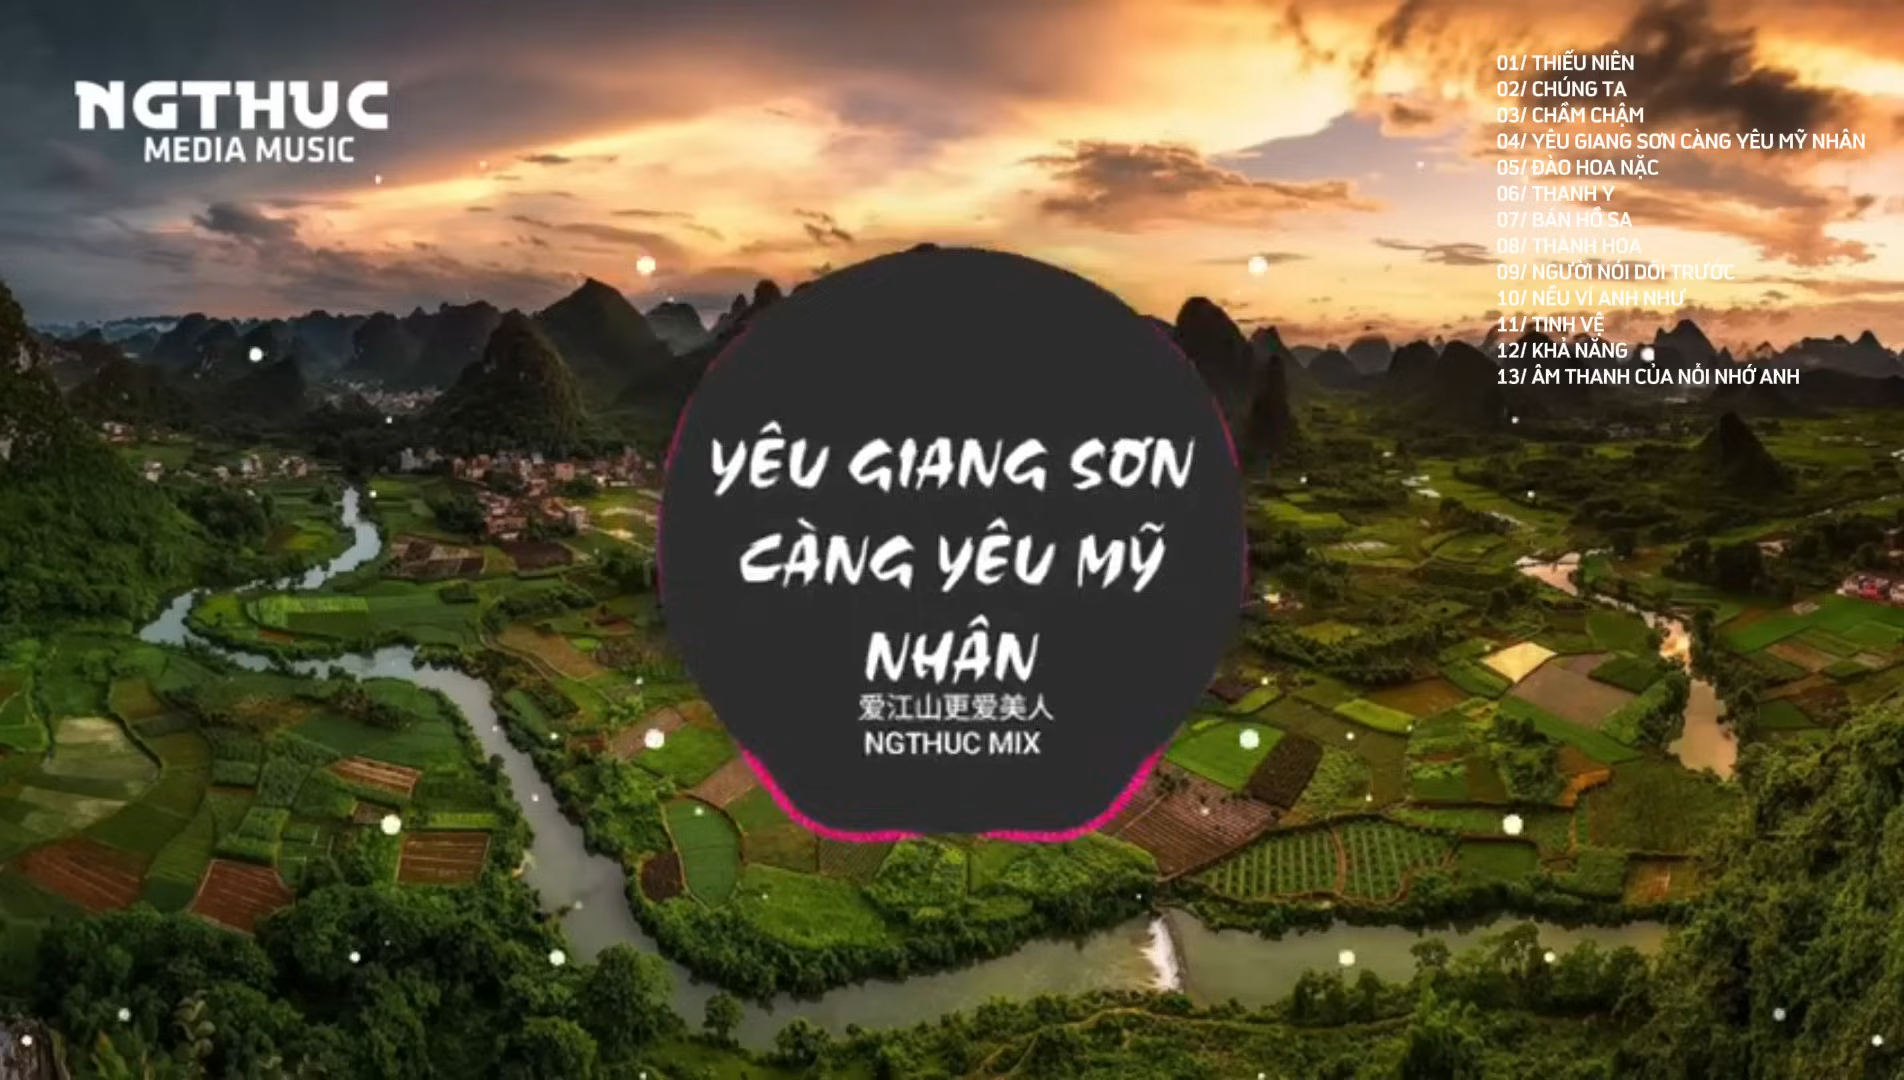 NGTHUC
MEDIA MUSIC
01/ THIẾU NIÊN
02/ CHÚNG TA
03/ CHẦM CHẬM
04/ YÊU GIANG SƠN CÀNG YÊU MỸ NHÂN
05/ ĐÀO HOA NẶC
06/ THANH Y
07/ BÁN HỒ SA
08/ THANH HOA
09/ NGƯỜI NÓI DỐI TRƯỚC
10/ NẾU VÍ ANH NHƯ
11/ TINH VỆ
12/ KHẢ NĂNG
13/ ÂM THANH CỦA NỖI NHỚ ANH
YÊU GIANG SƠN
CÀNG YÊU MỸ
NHÂN
爱江山更爱美人
NGTHUC MIX